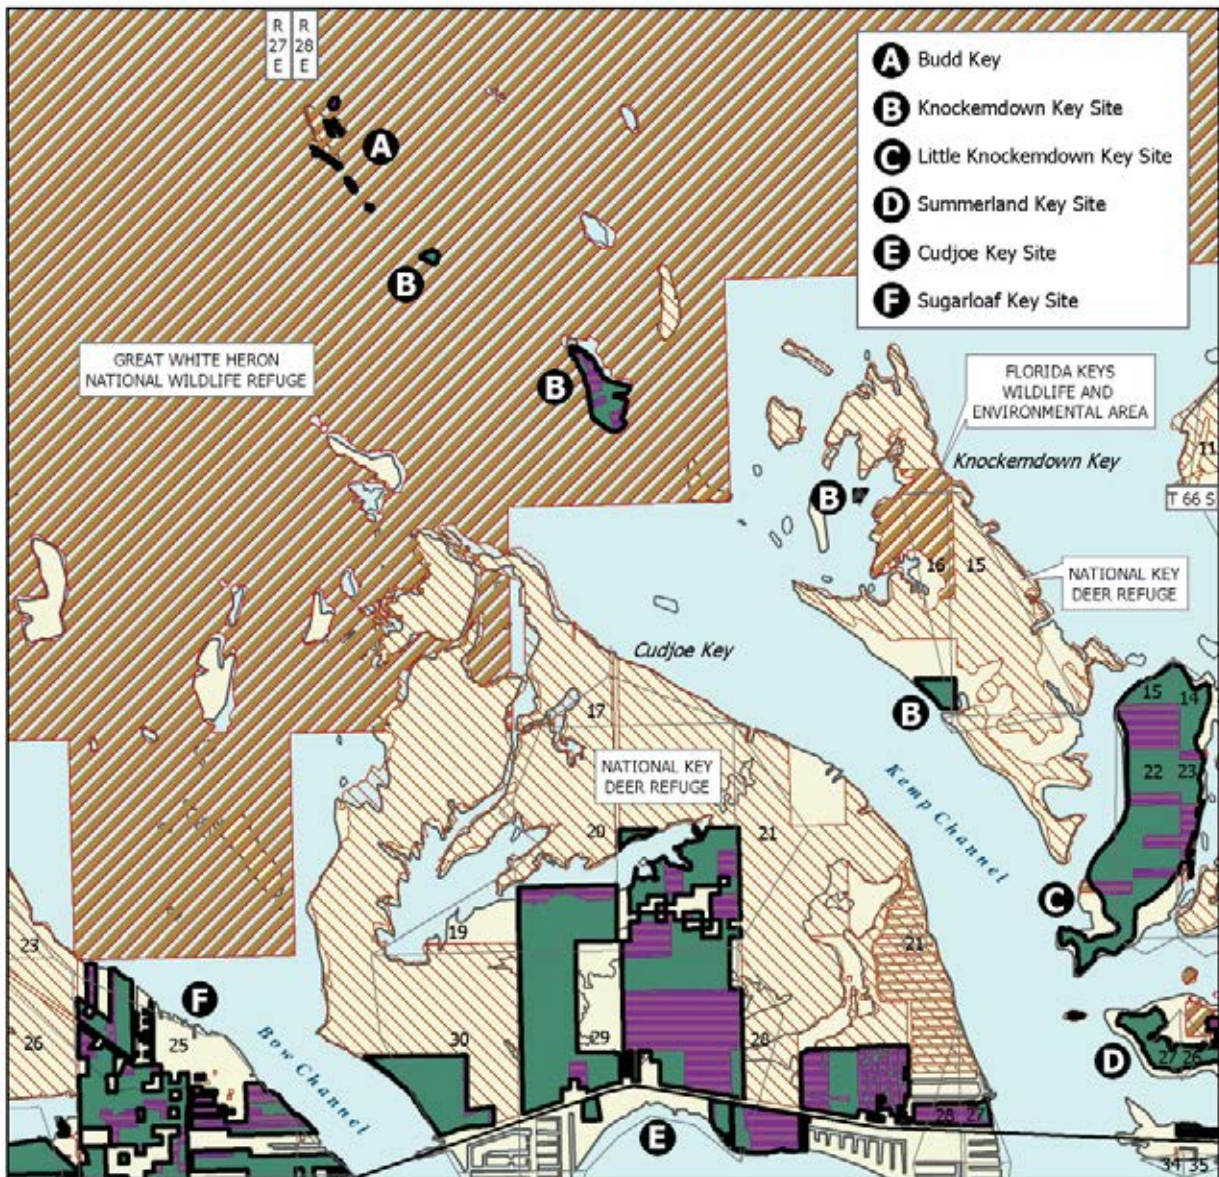 R R
27 28
E E
A Budd Key
B Knockemdown Key Site
C Little Knockemdown Key Site
D Summerland Key Site
E Cudjoe Key Site
F Sugarloaf Key Site
A
B
GREAT WHITE HERON
NATIONAL WILDLIFE REFUGE
B
FLORIDA KEYS
WILDLIFE AND
ENVIRONMENTAL AREA
Knockemdown Key
11
T 66 S
B
16 15
NATIONAL KEY
DEER REFUGE
Cudjoe Key
B
15 14
17
NATIONAL KEY
DEER REFUGE
Kemp Channel
22 23
20
21
C
19
23
21
F
26
25
Bow Channel
30
29
28
D
27 26
E
28 27
34 35